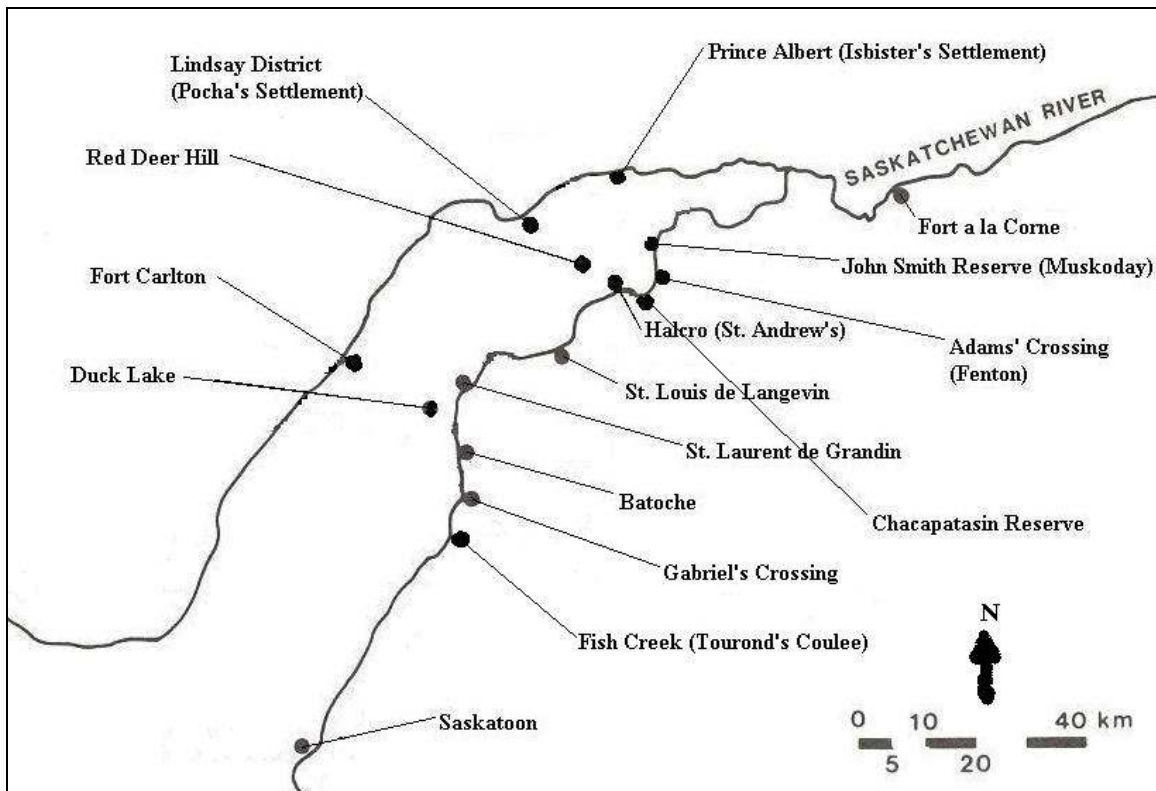 Prince Albert (Isbister's Settlement)
Lindsay District
(Pocha's Settlement)
SASKATCHEWAN RIVER
Red Deer Hill
Fort a la Corne
John Smith Reserve (Muskoday)
Fort Carlton
Halcro (St. Andrew's)
Adams' Crossing
(Fenton)
Duck Lake
St. Louis de Langevin
St. Laurent de Grandin
Batoche
Chacapatasin Reserve
Gabriel's Crossing
N
Fish Creek (Tourond's Coulee)
Saskatoon
0 10 40 km
5 20